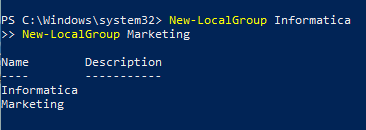 PS C:\Windows\system32> New-LocalGroup Informatica
>> New-LocalGroup Marketing
Name        Description
----        -----------
Informatica
Marketing